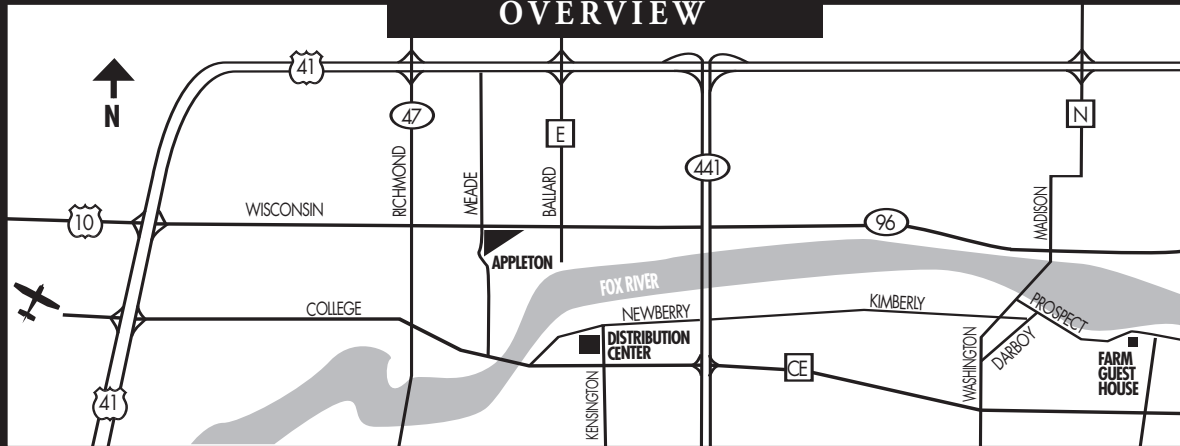 OVERVIEW
41
N
47
E
N
441
RICHMOND
MEADE
BALLARD
MADISON
10
WISCONSIN
96
APPLETON
FOX RIVER
COLLEGE
NEWBERRY
KIMBERLY
PROSPECT
DISTRIBUTION
CENTER
WASHINGTON
DARBOY
CE
FARM
GUEST
HOUSE
KENSINGTON
41